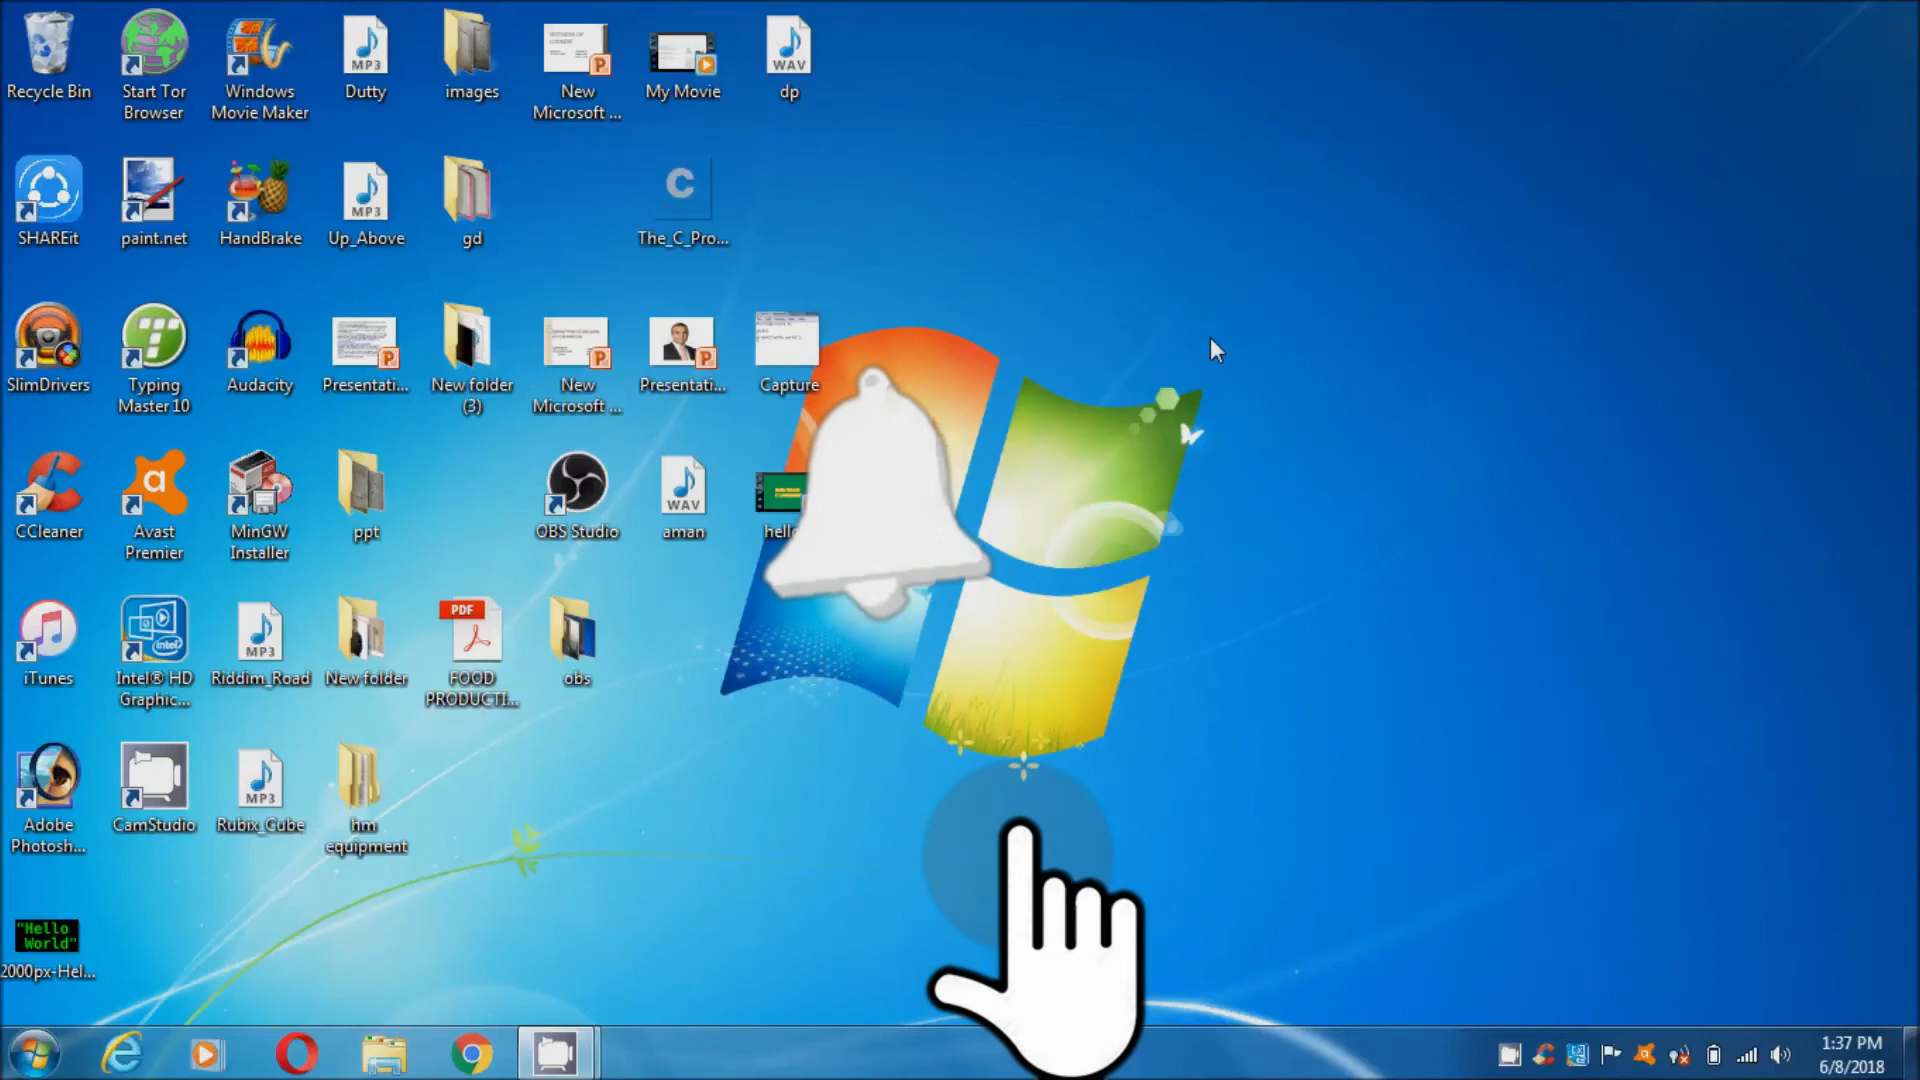 Recycle Bin
Start Tor
Browser
Windows
Movie Maker
MP3
Dutty
images
New
Microsoft ...
My Movie
WAV
dp
SHAREit
paint.net
HandBrake
MP3
Up_Above
gd
C
The_C_Pro...
SlimDrivers
Typing
Master 10
Audacity
Presentati...
New folder
(3)
New
Microsoft ...
Presentati...
Capture
CCleaner
Avast
Premier
MinGW
Installer
ppt
OBS Studio
WAV
aman
hello
iTunes
intel
Intel® HD
Graphic...
MP3
Riddim_Road
New folder
PDF
FOOD
PRODUCTI...
obs
Adobe
Photosh...
CamStudio
MP3
Rubix_Cube
hm
equipment
"Hello
World"
2000px-Hel...
1:37 PM
6/8/2018